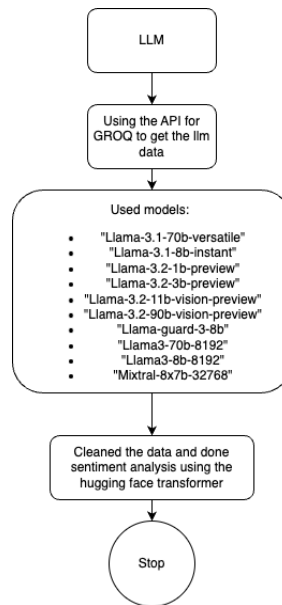 LLM
Using the API for
GROQ to get the llm
data
Used models:
• "Llama-3.1-70b-versatile"
• "Llama-3.1-8b-instant"
• "Llama-3.2-1b-preview"
• "Llama-3.2-3b-preview"
• "Llama-3.2-11b-vision-preview"
• "Llama-3.2-90b-vision-preview"
• "Llama-guard-3-8b"
• "Llama3-70b-8192"
• "Llama3-8b-8192"
• "Mixtral-8x7b-32768"
Cleaned the data and done
sentiment analysis using the
hugging face transformer
Stop